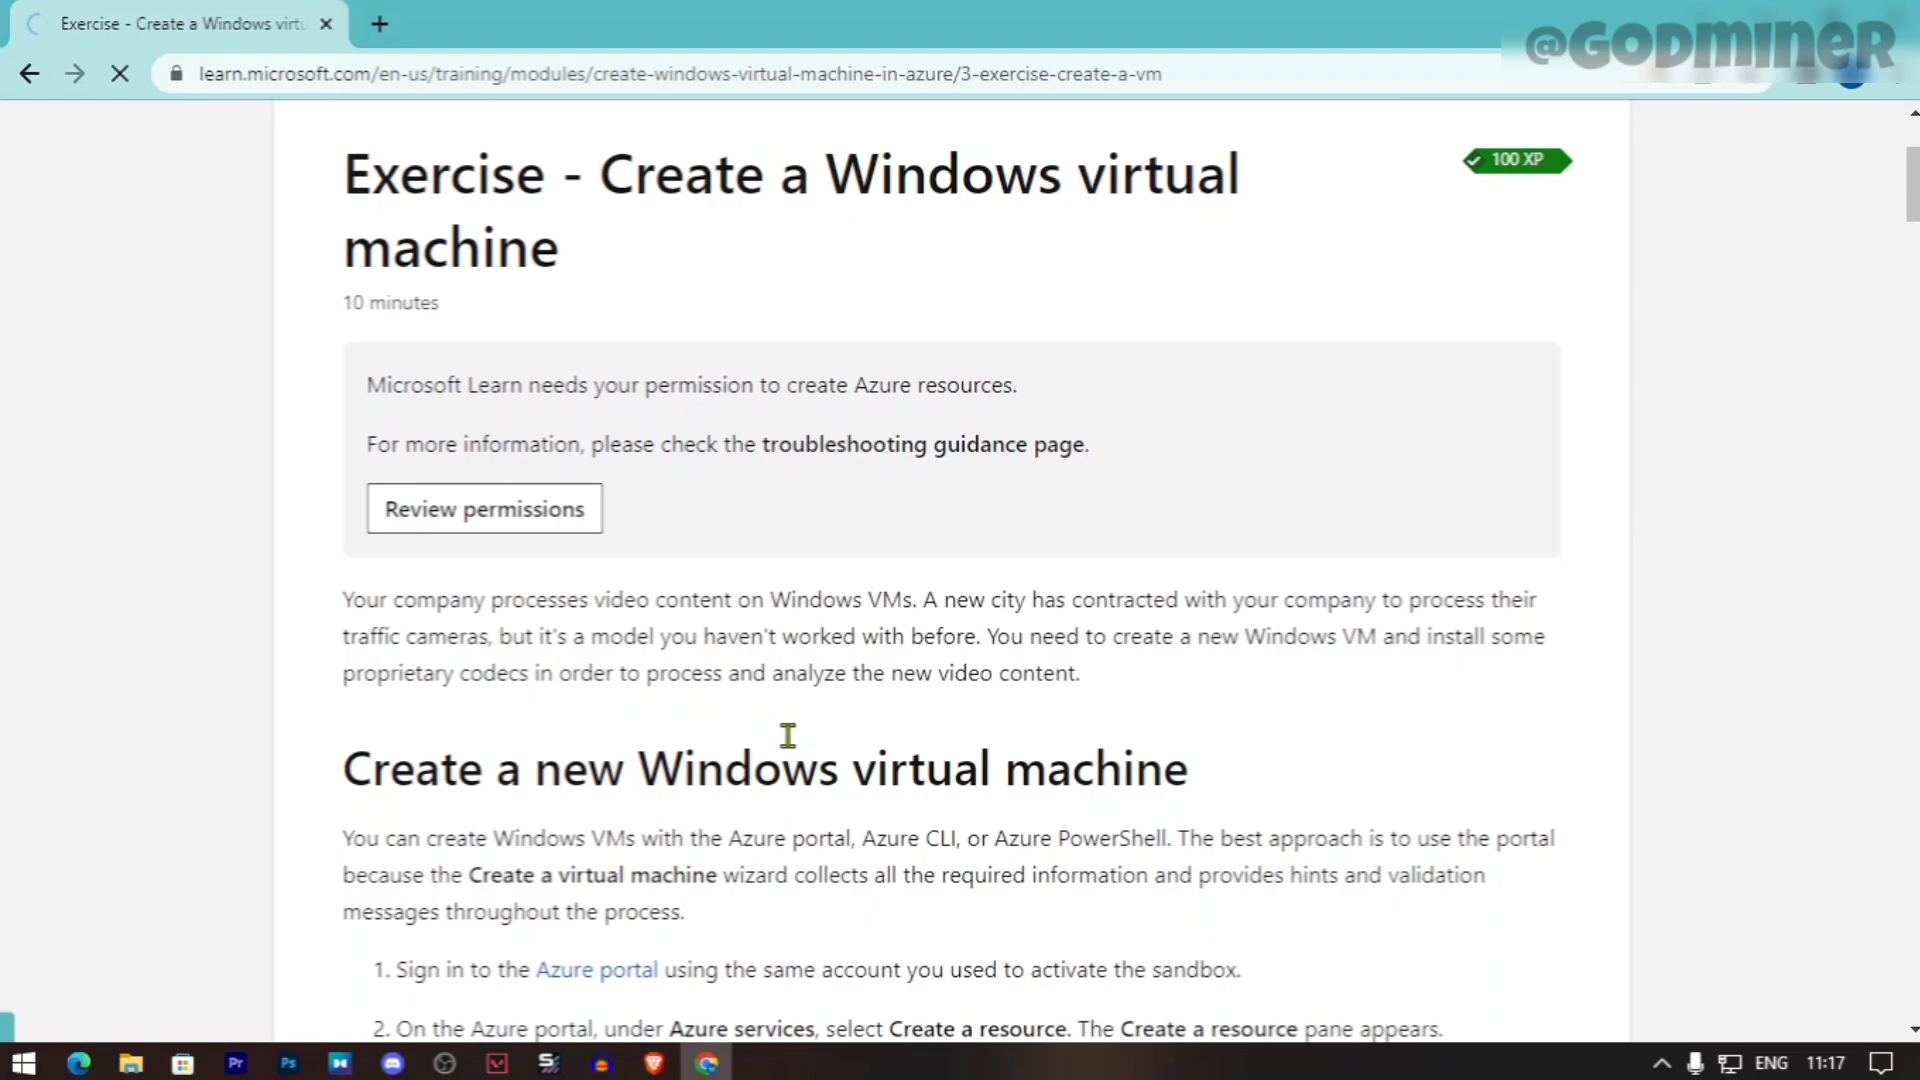 Exercise - Create a Windows virtu
@GODMINER
learn.microsoft.com/en-us/training/modules/create-windows-virtual-machine-in-azure/3-exercise-create-a-vm
Exercise - Create a Windows virtual
machine
100 XP
10 minutes
Microsoft Learn needs your permission to create Azure resources.
For more information, please check the troubleshooting guidance page.
Review permissions
Your company processes video content on Windows VMs. A new city has contracted with your company to process their
traffic cameras, but it's a model you haven't worked with before. You need to create a new Windows VM and install some
proprietary codecs in order to process and analyze the new video content.
Create a new Windows virtual machine
You can create Windows VMs with the Azure portal, Azure CLI, or Azure PowerShell. The best approach is to use the portal
because the Create a virtual machine wizard collects all the required information and provides hints and validation
messages throughout the process.
1. Sign in to the Azure portal using the same account you used to activate the sandbox.
2. On the Azure portal, under Azure services, select Create a resource. The Create a resource pane appears.
Pr
Ps
ENG
11:17